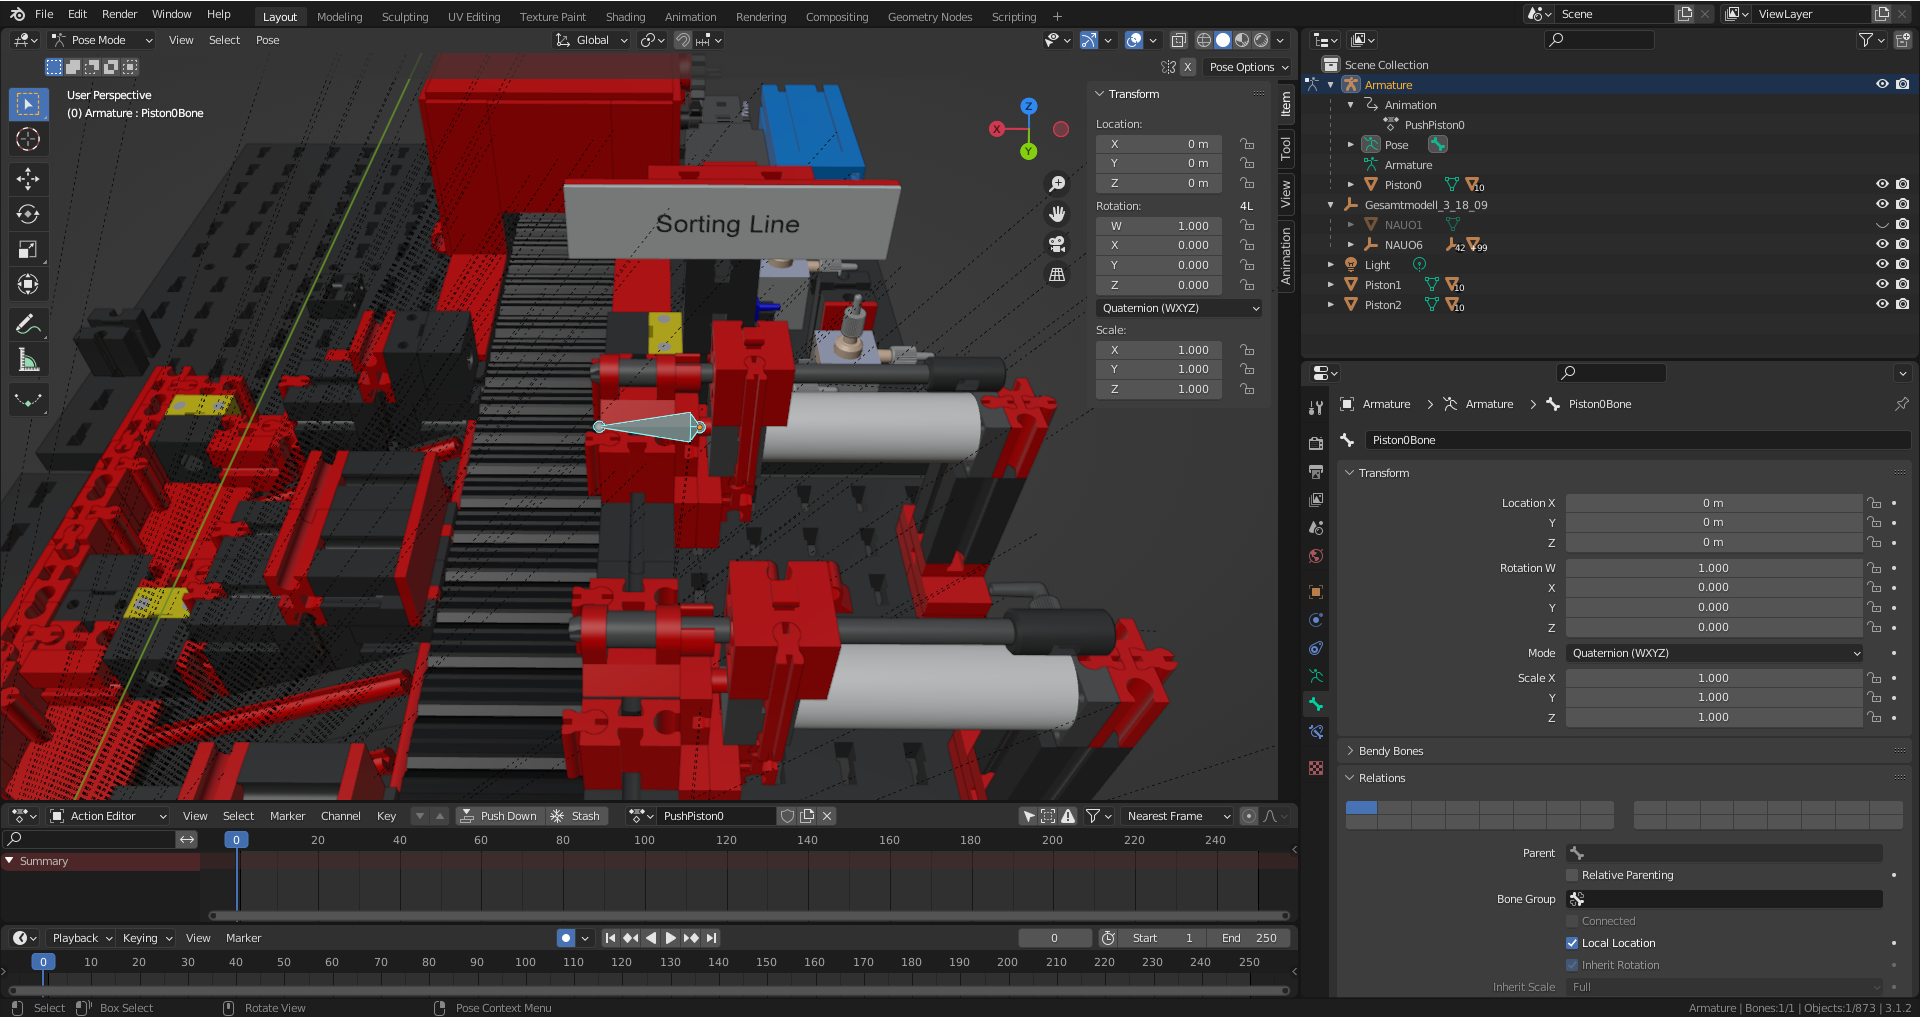 File Edit Render Window Help Layout Modeling Sculpting UV Editing Texture Paint Shading Animation Rendering Compositing Geometry Nodes Scripting + Scene ViewLayer
Pose Mode View Select Pose Global
X Pose Options
User Perspective
(0) Armature : Piston0Bone
Z
X
Y
Sorting Line
Item
Tool
View
Animation
Transform
Location:
X 0 m
Y 0 m
Z 0 m
Rotation: 4L
W 1.000
X 0.000
Y 0.000
Z 0.000
Quaternion (WXYZ)
Scale:
X 1.000
Y 1.000
Z 1.000
Scene Collection
Armature
Animation
PushPiston0
Pose
Armature
Piston0 10
Gesamtmodell_3_18_09
NAUO1
NAUO6 42 +99
Light
Piston1 10
Piston2 10
Armature > Armature > Piston0Bone
Piston0Bone
Transform
Location X 0 m
Y 0 m
Z 0 m
Rotation W 1.000
X 0.000
Y 0.000
Z 0.000
Mode Quaternion (WXYZ)
Scale X 1.000
Y 1.000
Z 1.000
Bendy Bones
Relations
Parent
Relative Parenting
Bone Group
Connected
Local Location
Inherit Rotation
Inherit Scale Full
Action Editor View Select Marker Channel Key Push Down Stash PushPiston0 Nearest Frame
0 20 40 60 80 100 120 140 160 180 200 220 240
Summary
Playback Keying View Marker 0 Start 1 End 250
0 10 20 30 40 50 60 70 80 90 100 110 120 130 140 150 160 170 180 190 200 210 220 230 240 250
Select Box Select Rotate View Pose Context Menu Armature | Bones:1/1 | Objects:1/873 | 3.1.2